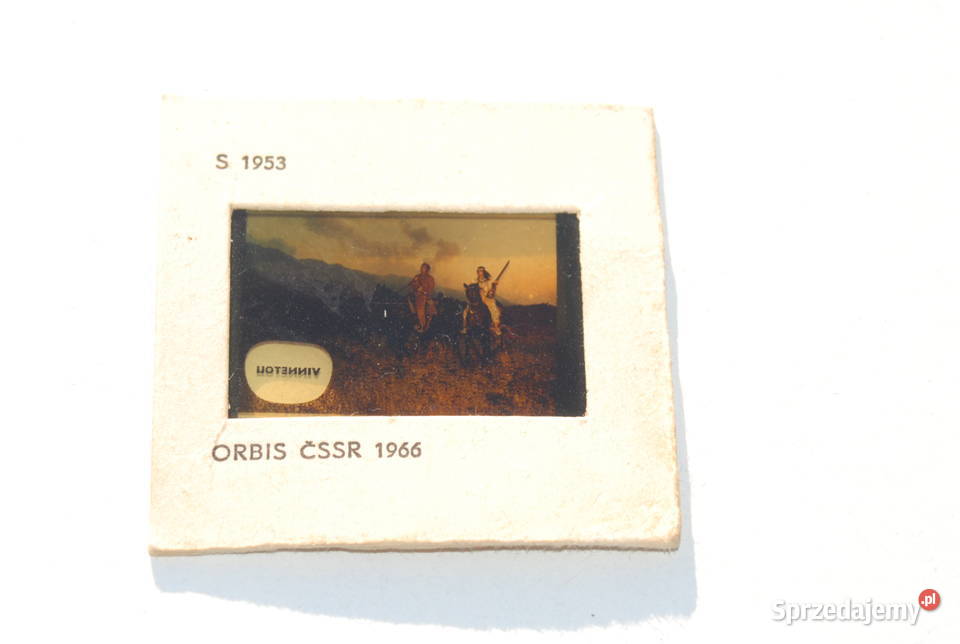 S 1953
VINNETOU
ORBIS ČSSR 1966
Sprzedajemy.pl